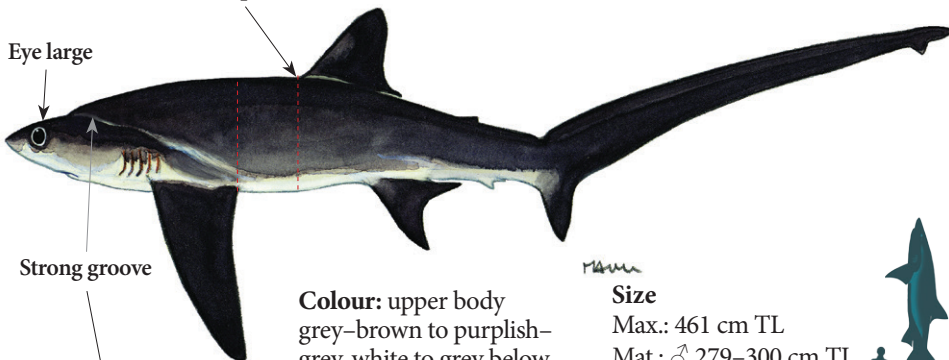 Eye large
Strong groove
Colour: upper body
grey–brown to purplish–
grey, white to grey below
Size
Max.: 461 cm TL
Mat.: ♂ 279–300 cm TL